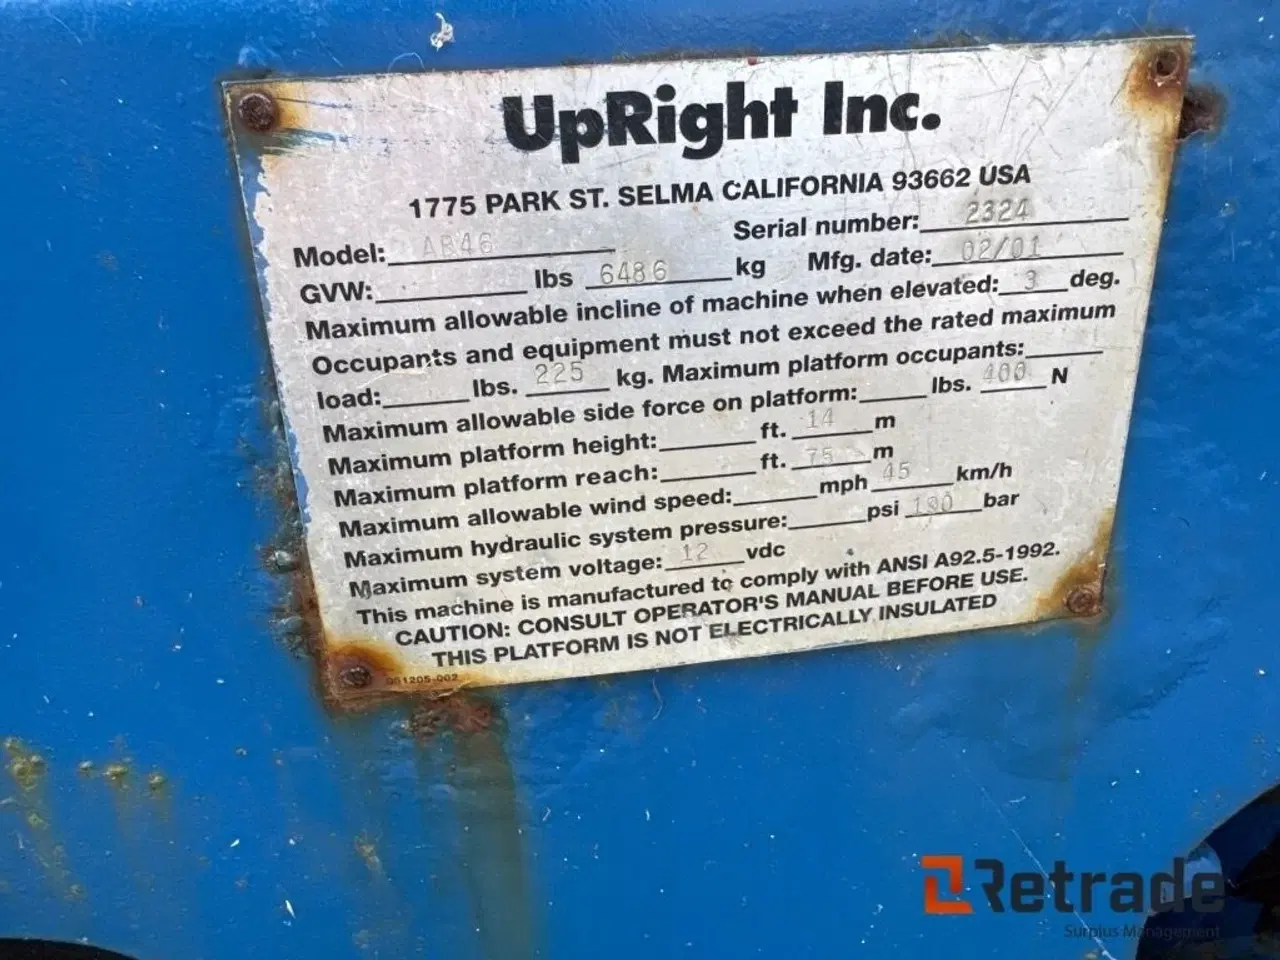 UpRight Inc.
1775 PARK ST. SELMA CALIFORNIA 93662 USA
Model: AB46 Serial number: 2324
GVW: lbs 6486 kg Mfg. date: 02/01
Maximum allowable incline of machine when elevated: 3 deg.
Occupants and equipment must not exceed the rated maximum
load: lbs. 225 kg. Maximum platform occupants:
Maximum allowable side force on platform: lbs. 400 N
Maximum platform height: ft. 14 m
Maximum platform reach: ft. 75 m
Maximum allowable wind speed: mph 45 km/h
Maximum hydraulic system pressure: psi 180 bar
Maximum system voltage: 12 vdc
This machine is manufactured to comply with ANSI A92.5-1992.
CAUTION: CONSULT OPERATOR'S MANUAL BEFORE USE.
THIS PLATFORM IS NOT ELECTRICALLY INSULATED
061205-002
Retrade
Surplus Management